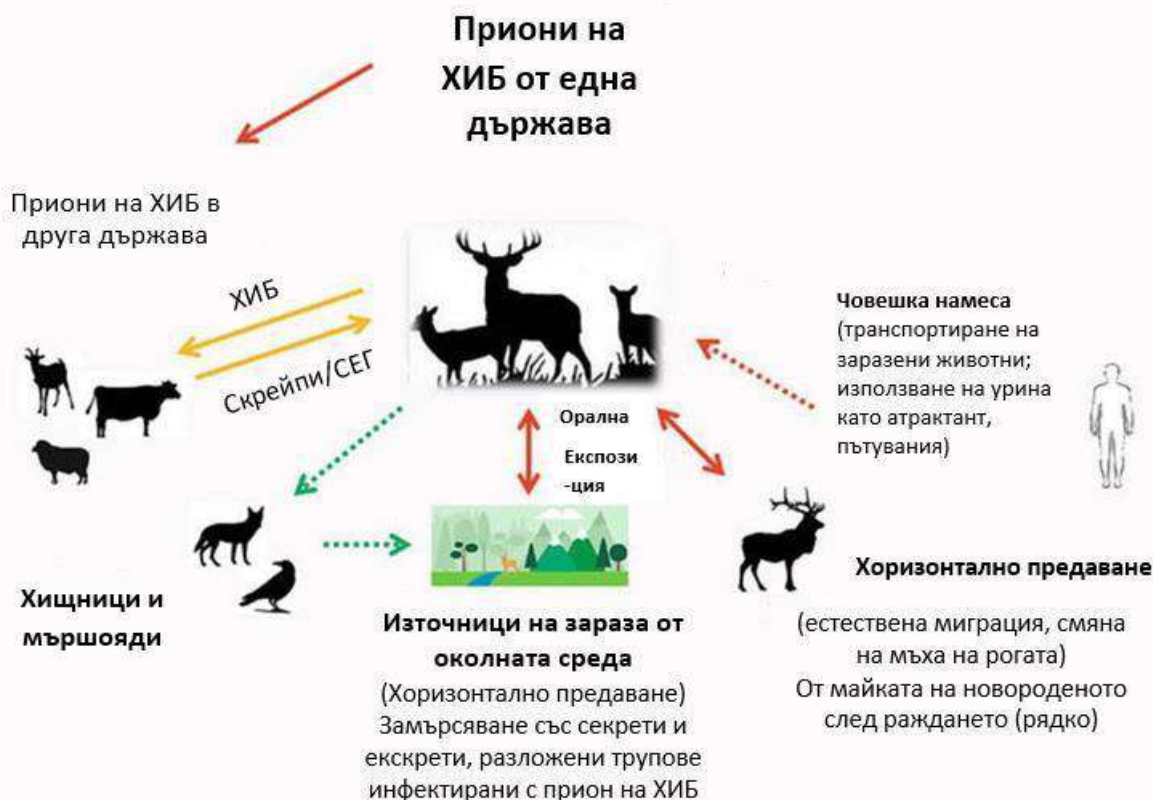 Приони на
ХИБ от една
държава
Приони на ХИБ в
друга държава
ХИБ
Скрейпи/СЕГ
Човешка намеса
(транспортиране на
заразени животни;
използване на урина
като атрактант,
пътувания)
Орална
Експози
-ция
Хищници и
мършояди
Източници на зараза от
околната среда
(Хоризонтално предаване)
Замърсяване със секрети и
екскрети, разложени трупове
инфектирани с прион на ХИБ
Хоризонтално предаване
(естествена миграция, смяна
на мъха на рогата)
От майката на новороденото
след раждането (рядко)